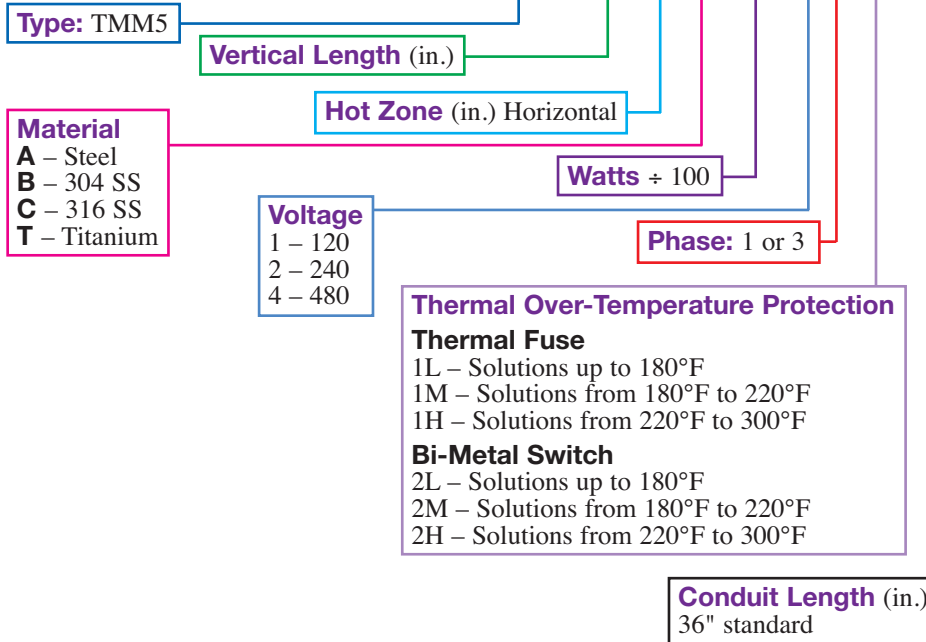 Type: TMM5
Vertical Length (in.)
Hot Zone (in.) Horizontal
Material
A – Steel
B – 304 SS
C – 316 SS
T – Titanium
Watts ÷ 100
Voltage
1 – 120
2 – 240
4 – 480
Phase: 1 or 3
Thermal Over-Temperature Protection
Thermal Fuse
1L – Solutions up to 180°F
1M – Solutions from 180°F to 220°F
1H – Solutions from 220°F to 300°F
Bi-Metal Switch
2L – Solutions up to 180°F
2M – Solutions from 180°F to 220°F
2H – Solutions from 220°F to 300°F
Conduit Length (in.)
36" standard